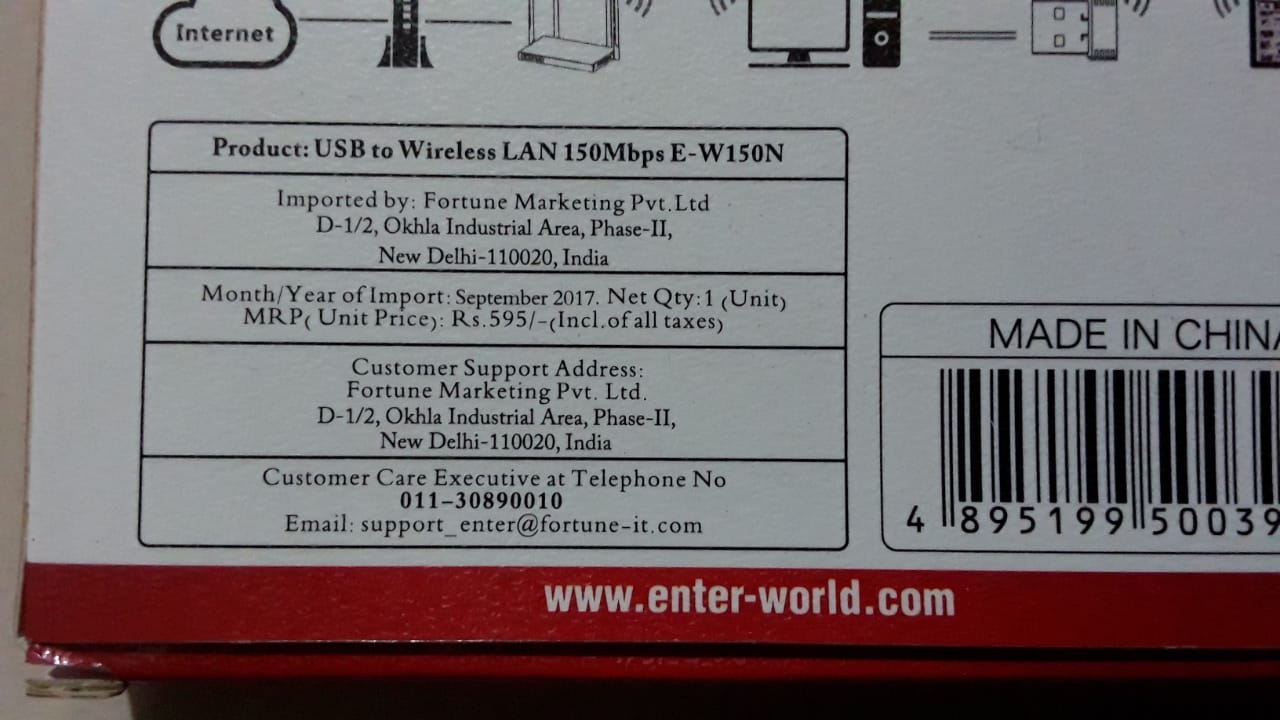 Internet
Product: USB to Wireless LAN 150Mbps E-W150N
Imported by: Fortune Marketing Pvt.Ltd
D-1/2, Okhla Industrial Area, Phase-II,
New Delhi-110020, India
Month/Year of Import: September 2017. Net Qty:1 (Unit)
MRP( Unit Price): Rs.595/-(Incl.of all taxes)
Customer Support Address:
Fortune Marketing Pvt. Ltd.
D-1/2, Okhla Industrial Area, Phase-II,
New Delhi-110020, India
Customer Care Executive at Telephone No
011-30890010
Email: support_enter@fortune-it.com
MADE IN CHINA
4 895199 50039
www.enter-world.com